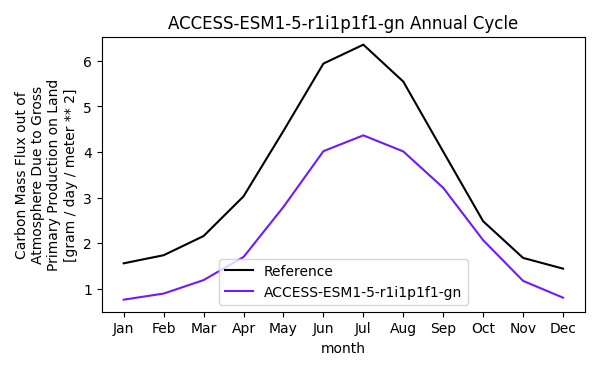 ACCESS-ESM1-5-r1i1p1f1-gn Annual Cycle
Carbon Mass Flux out of
Atmosphere Due to Gross
Primary Production on Land
[gram / day / meter ** 2]
6
5
4
3
2
1
Reference
ACCESS-ESM1-5-r1i1p1f1-gn
Jan Feb Mar Apr May Jun Jul Aug Sep Oct Nov Dec
month